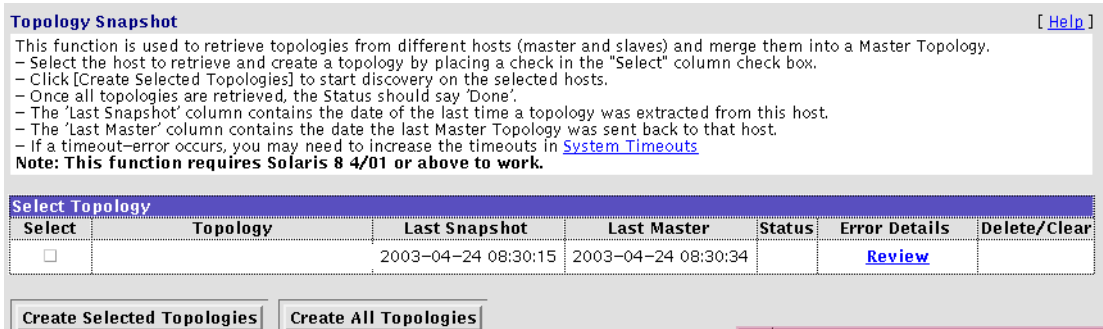 Topology Snapshot [ Help ]
This function is used to retrieve topologies from different hosts (master and slaves) and merge them into a Master Topology.
– Select the host to retrieve and create a topology by placing a check in the "Select" column check box.
– Click [Create Selected Topologies] to start discovery on the selected hosts.
– Once all topologies are retrieved, the Status should say 'Done'.
– The 'Last Snapshot' column contains the date of the last time a topology was extracted from this host.
– The 'Last Master' column contains the date the last Master Topology was sent back to that host.
– If a timeout–error occurs, you may need to increase the timeouts in System Timeouts
Note: This function requires Solaris 8 4/01 or above to work.
Select Topology
Select Topology Last Snapshot Last Master Status Error Details Delete/Clear
2003–04–24 08:30:15 2003–04–24 08:30:34 Review
Create Selected Topologies Create All Topologies